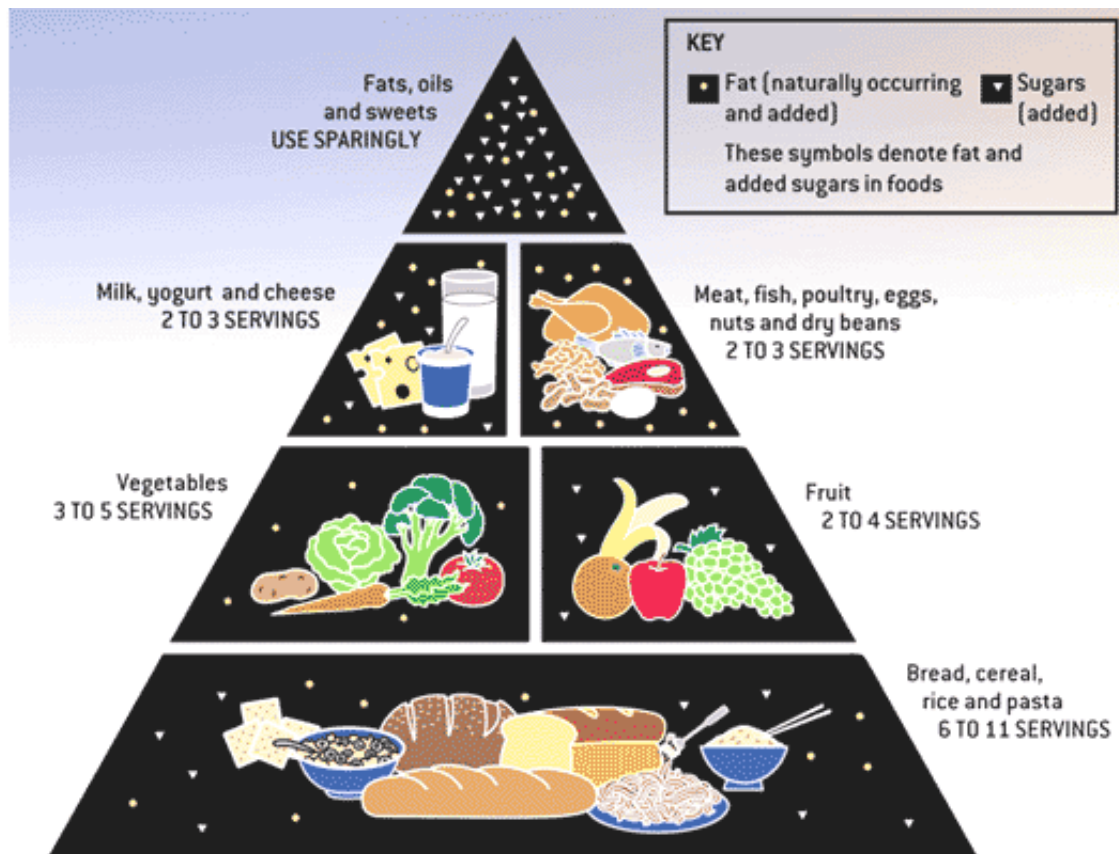 Fats, oils
and sweets
USE SPARINGLY
KEY
Fat (naturally occurring
and added)
Sugars
(added)
These symbols denote fat and
added sugars in foods
Milk, yogurt and cheese
2 TO 3 SERVINGS
Meat, fish, poultry, eggs,
nuts and dry beans
2 TO 3 SERVINGS
Vegetables
3 TO 5 SERVINGS
Fruit
2 TO 4 SERVINGS
Bread, cereal,
rice and pasta
6 TO 11 SERVINGS